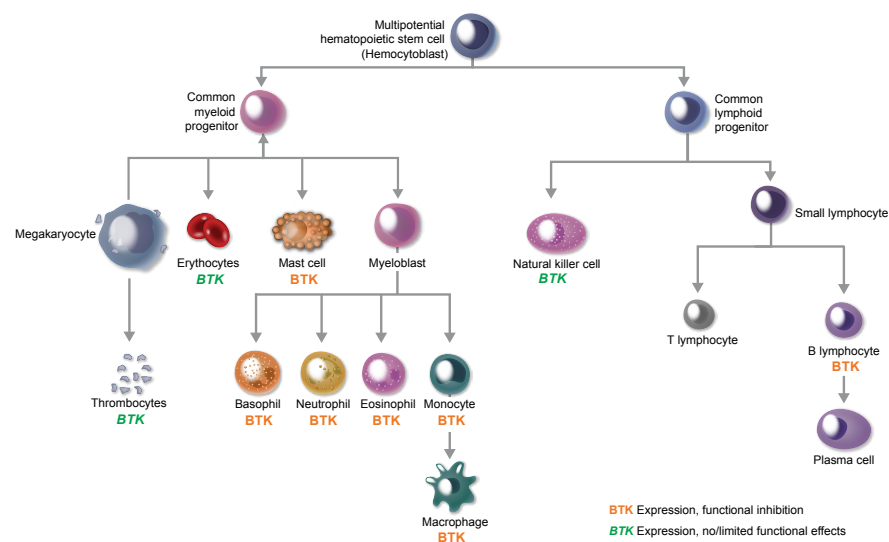 Multipotential
hematopoietic stem cell
(Hemocytoblast)
Common
myeloid
progenitor
Common
lymphoid
progenitor
Megakaryocyte
Erythocytes
BTK
Mast cell
BTK
Myeloblast
Natural killer cell
BTK
Small lymphocyte
T lymphocyte
B lymphocyte
BTK
Thrombocytes
BTK
Basophil
BTK
Neutrophil
BTK
Eosinophil
BTK
Monocyte
BTK
Plasma cell
Macrophage
BTK
BTK Expression, functional inhibition
BTK Expression, no/limited functional effects